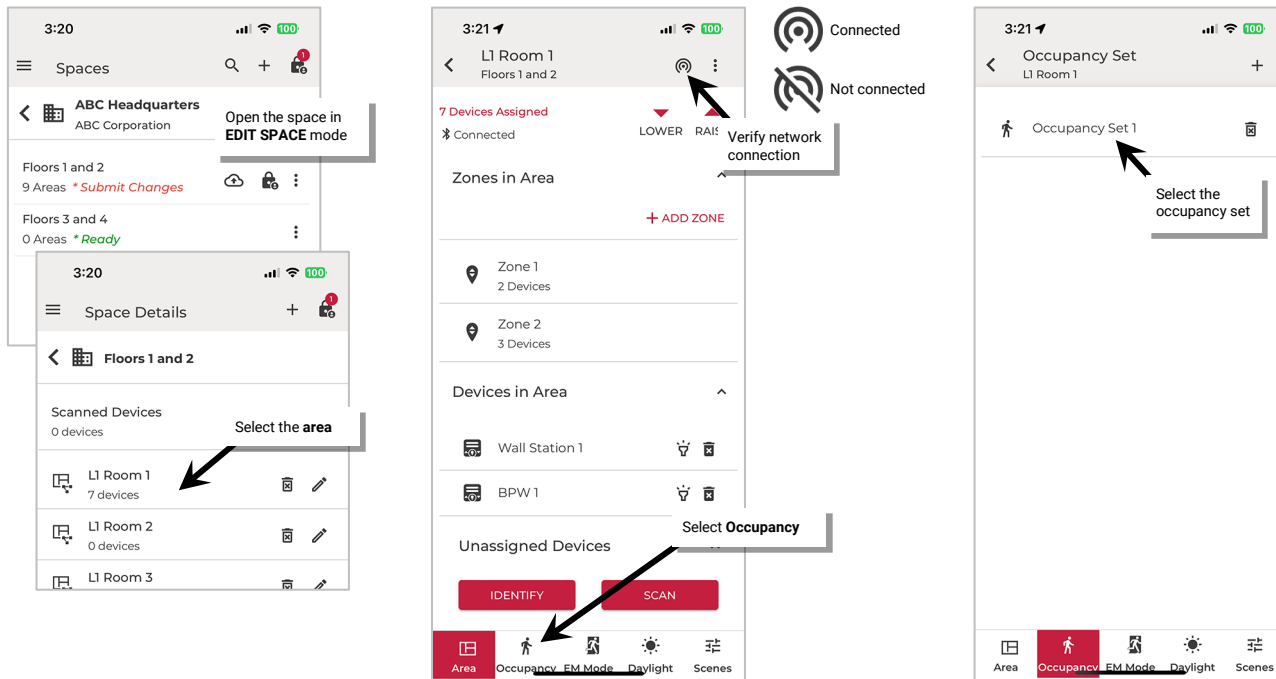 3:20
100
Spaces
1
ABC Headquarters
ABC Corporation
Open the space in
EDIT SPACE mode
Floors 1 and 2
9 Areas * Submit Changes
Floors 3 and 4
0 Areas * Ready
3:20
100
Space Details
1
Floors 1 and 2
Scanned Devices
0 devices
Select the area
L1 Room 1
7 devices
L1 Room 2
0 devices
L1 Room 3
3:21
100
L1 Room 1
Floors 1 and 2
Connected
Not connected
7 Devices Assigned
Connected
LOWER
Verify network
connection
Zones in Area
+ ADD ZONE
Zone 1
2 Devices
Zone 2
3 Devices
Devices in Area
Wall Station 1
BPW 1
Select Occupancy
Unassigned Devices
IDENTIFY
SCAN
Area
Occupancy
EM Mode
Daylight
Scenes
3:21
100
Occupancy Set
L1 Room 1
Occupancy Set 1
Select the
occupancy set
Area
Occupancy
EM Mode
Daylight
Scenes